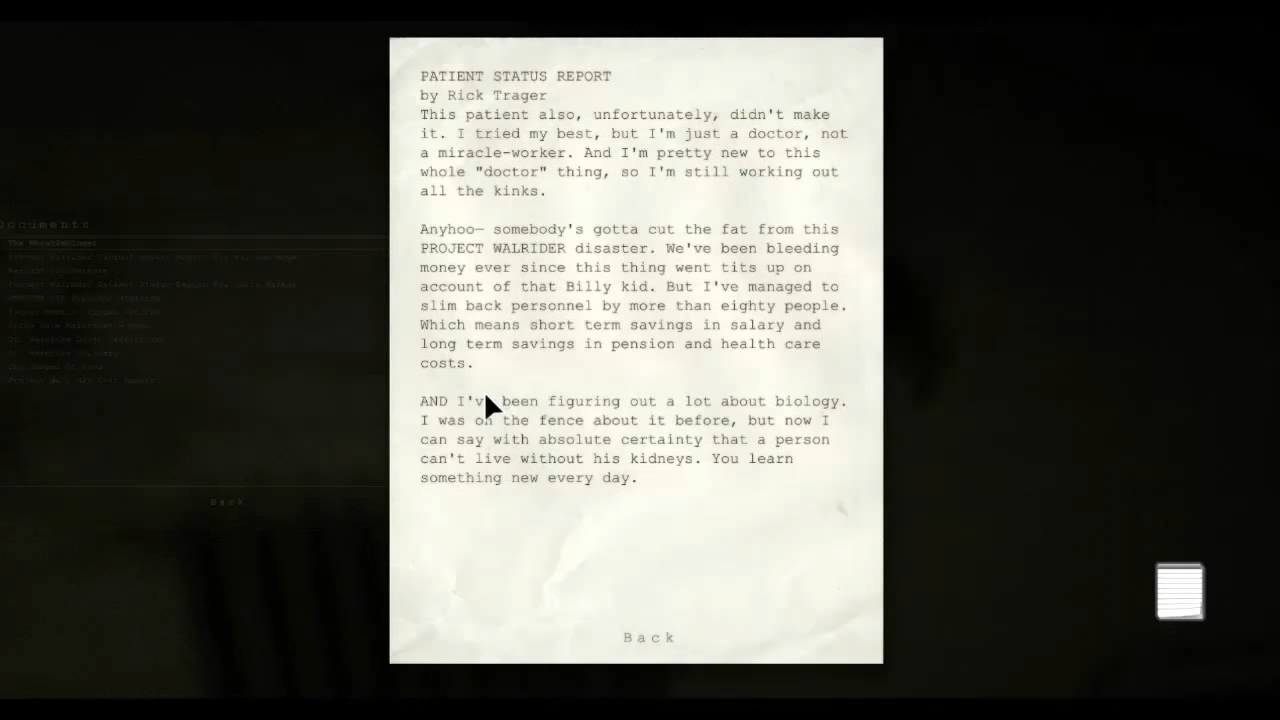 PATIENT STATUS REPORT
by Rick Trager
This patient also, unfortunately, didn't make
it. I tried my best, but I'm just a doctor, not
a miracle-worker. And I'm pretty new to this
whole "doctor" thing, so I'm still working out
all the kinks.
Anyhoo— somebody's gotta cut the fat from this
PROJECT WALRIDER disaster. We've been bleeding
money ever since this thing went tits up on
account of that Billy kid. But I've managed to
slim back personnel by more than eighty people.
Which means short term savings in salary and
long term savings in pension and health care
costs.
AND I've been figuring out a lot about biology.
I was on the fence about it before, but now I
can say with absolute certainty that a person
can't live without his kidneys. You learn
something new every day.
Back
Documents
The Whistleblower
Back